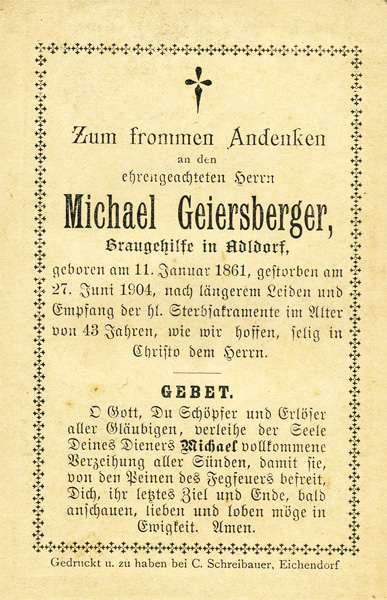 Zum frommen Andenken
an den
ehrengeachteten Herrn
Michael Geiersberger,
Braugehilfe in Adldorf,
geboren am 11. Januar 1861, gestorben am
27. Juni 1904, nach längerem Leiden und
Empfang der hl. Sterbsakramente im Alter
von 43 Jahren, wie wir hoffen, selig in
Christo dem Herrn.
GEBET.
O Gott, Du Schöpfer und Erlöser
aller Gläubigen, verleihe der Seele
Deines Dieners Michael vollkommene
Verzeihung aller Sünden, damit sie,
von den Peinen des Fegfeuers befreit,
Dich, ihr letztes Ziel und Ende, bald
anschauen, lieben und loben möge in
Ewigkeit. Amen.
Gedruckt u. zu haben bei C. Schreibauer, Eichendorf